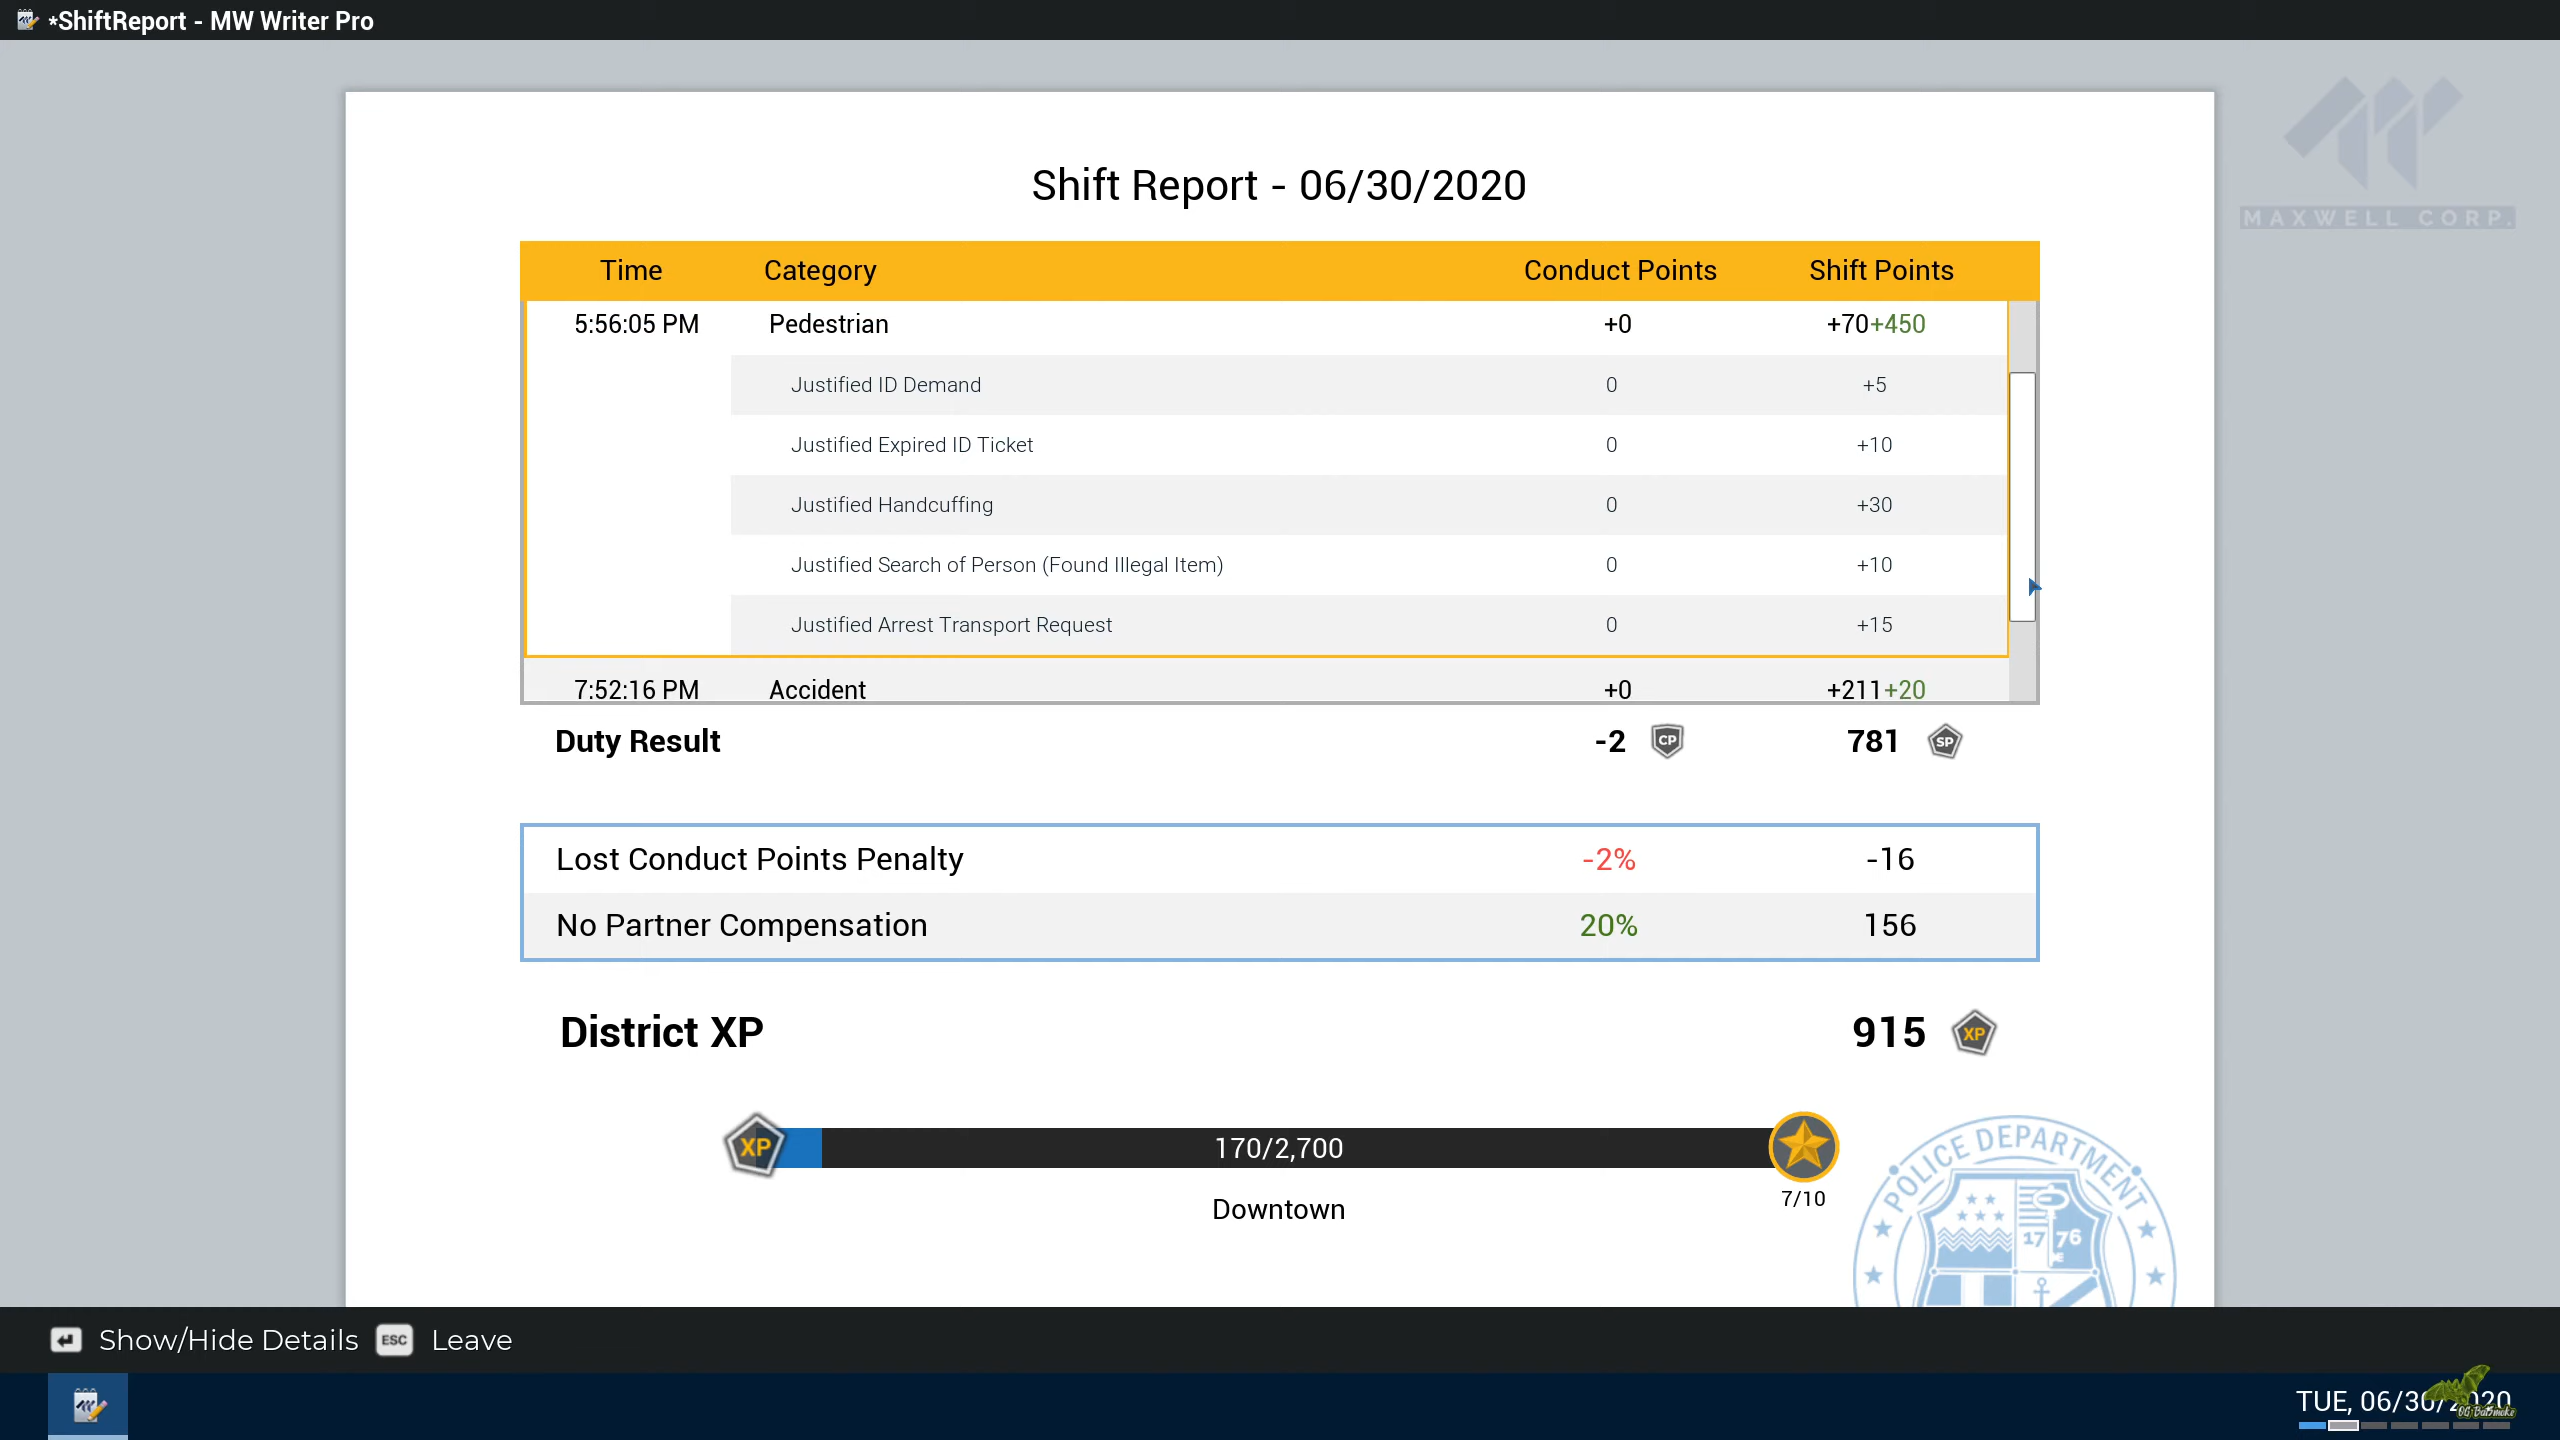 *ShiftReport - MW Writer Pro
MAXWELL CORP.
Shift Report - 06/30/2020
Time Category Conduct Points Shift Points
5:56:05 PM Pedestrian +0 +70+450
Justified ID Demand 0 +5
Justified Expired ID Ticket 0 +10
Justified Handcuffing 0 +30
Justified Search of Person (Found Illegal Item) 0 +10
Justified Arrest Transport Request 0 +15
7:52:16 PM Accident +0 +211+20
Duty Result -2 CP 781 SP
Lost Conduct Points Penalty -2% -16
No Partner Compensation 20% 156
District XP 915 XP
XP 170/2,700
7/10
Downtown
POLICE DEPARTMENT
17 76
Show/Hide Details ESC Leave
TUE, 06/30/2020
OG Batsmoke